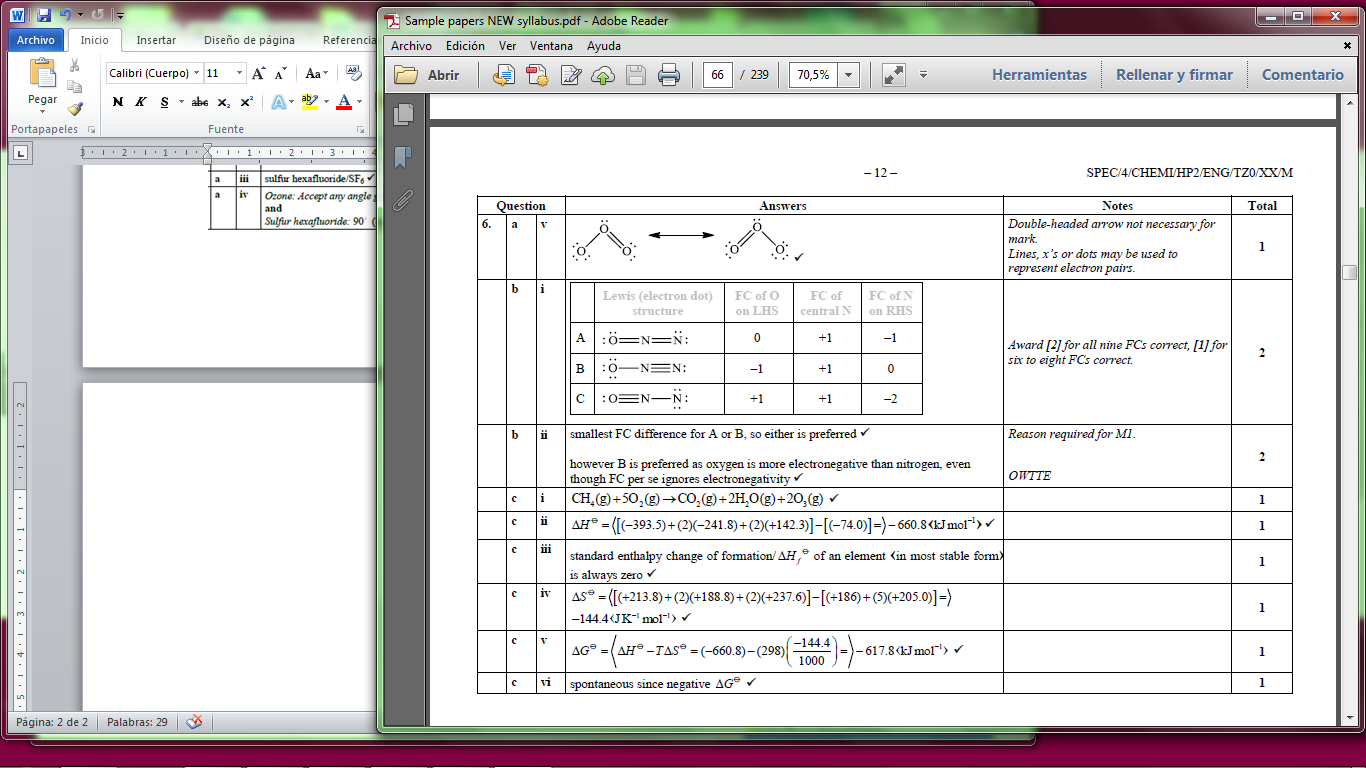 Sample papers NEW syllabus.pdf - Adobe Reader
Archivo Inicio Insertar Diseño de página Referencia
Archivo Edición Ver Ventana Ayuda
Pegar
Calibri (Cuerpo) 11
N K S abc x₂ x²
Portapapeles Fuente
Abrir 66 / 239 70,5% Herramientas Rellenar y firmar Comentario
3 2 1 1 2 3
a iii sulfur hexafluoride/SF₆ ✓
a iv Ozone: Accept any angle
and
Sulfur hexafluoride: 90° (
– 12 – SPEC/4/CHEMI/HP2/ENG/TZ0/XX/M
Question Answers Notes Total
6. a v
O O O ⟷ O O O ✓
Double-headed arrow not necessary for
mark.
Lines, x's or dots may be used to
represent electron pairs.
1
b i
Lewis (electron dot) structure FC of O on LHS FC of central N FC of N on RHS
A :O=N=N: 0 +1 –1
B :O—N≡N: –1 +1 0
C :O≡N—N: +1 +1 –2
Award [2] for all nine FCs correct, [1] for
six to eight FCs correct.
2
b ii smallest FC difference for A or B, so either is preferred ✓
however B is preferred as oxygen is more electronegative than nitrogen, even
though FC per se ignores electronegativity ✓
Reason required for M1.
OWTTE
2
c i CH₄(g)+5O₂(g)→CO₂(g)+2H₂O(g)+2O₃(g) ✓ 1
c ii ΔH⊖ =⟨[(−393.5)+(2)(−241.8)+(2)(+142.3)]−[(−74.0)]=⟩−660.8⟨kJ mol⁻¹⟩ ✓ 1
c iii standard enthalpy change of formation/ΔHf⊖ of an element ⟨in most stable form⟩
is always zero ✓
1
c iv ΔS⊖ =⟨[(+213.8)+(2)(+188.8)+(2)(+237.6)]−[(+186)+(5)(+205.0)]=⟩
−144.4⟨J K⁻¹ mol⁻¹⟩ ✓
1
c v ΔG⊖ =⟨ΔH⊖ −TΔS⊖ =(−660.8)−(298)(−144.4/1000)=⟩−617.8⟨kJ mol⁻¹⟩ ✓ 1
c vi spontaneous since negative ΔG⊖ ✓ 1
Página: 2 de 2 Palabras: 29